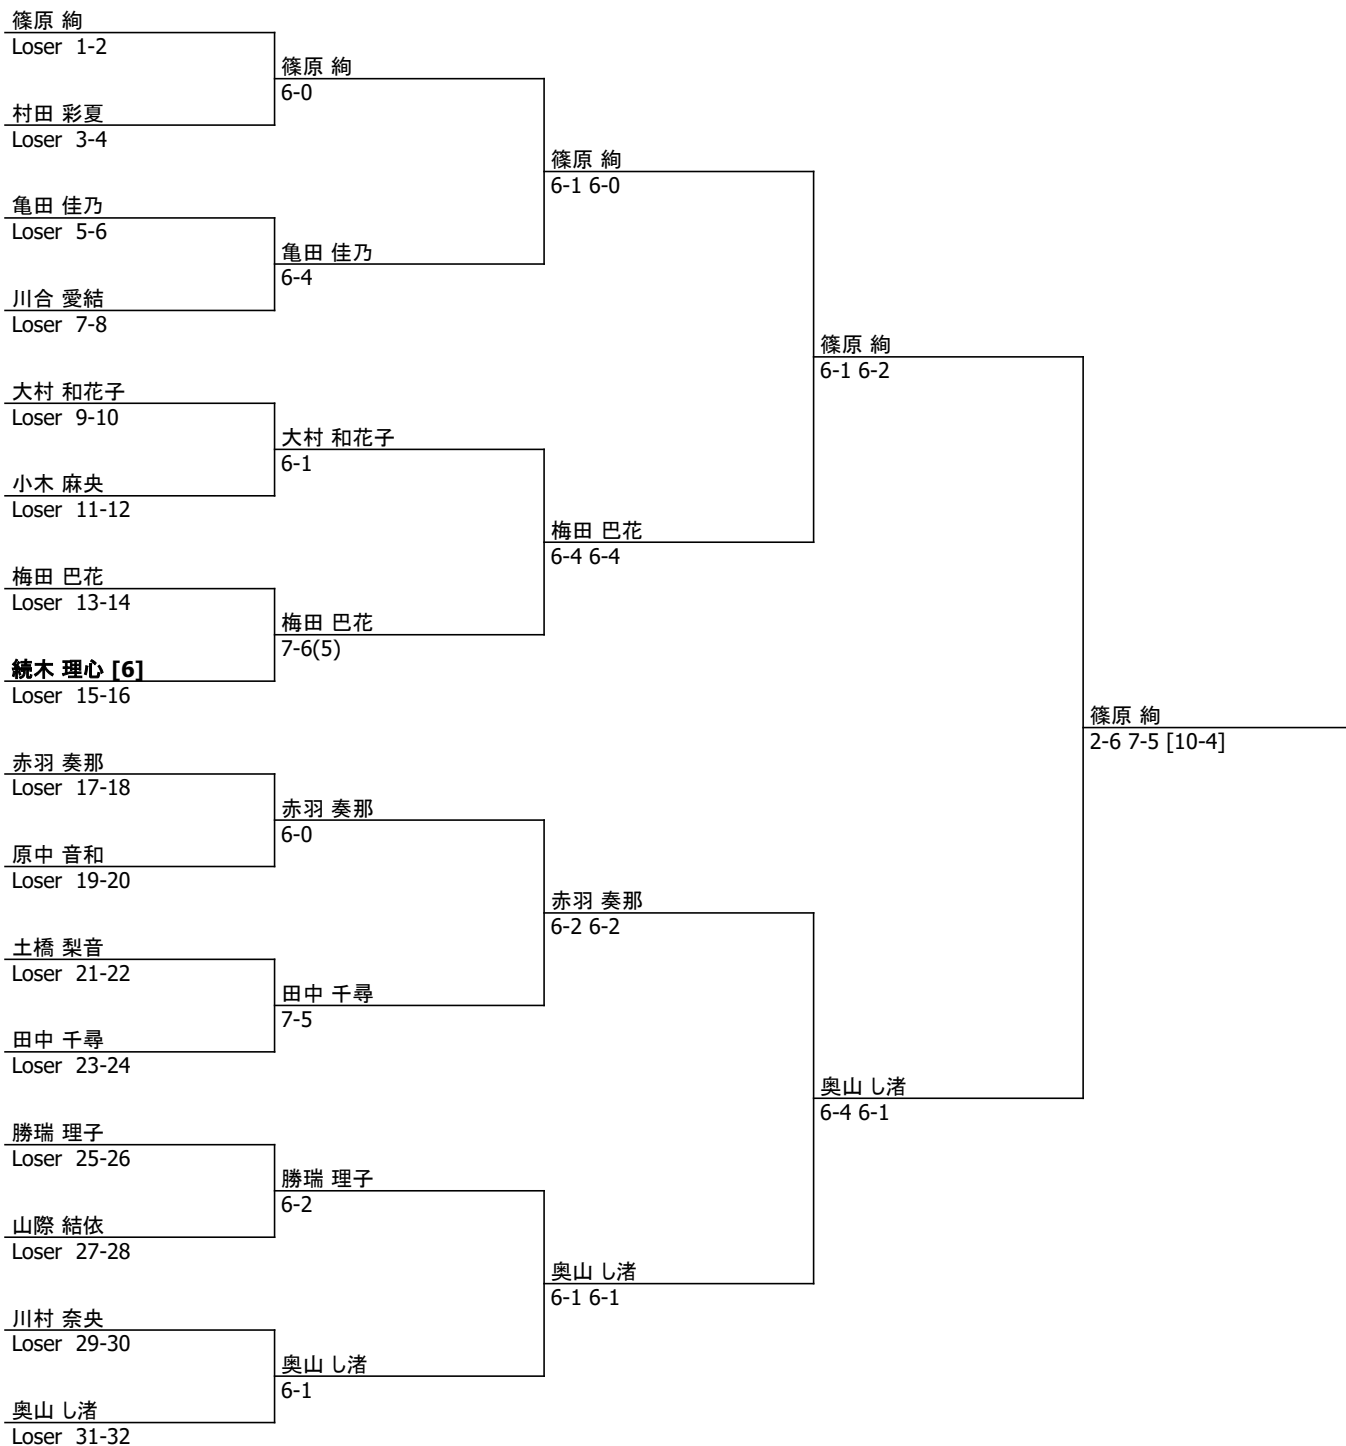 篠原 絢
Loser 1-2
村田 彩夏
Loser 3-4
亀田 佳乃
Loser 5-6
川合 愛結
Loser 7-8
大村 和花子
Loser 9-10
小木 麻央
Loser 11-12
梅田 巴花
Loser 13-14
続木 理心 [6]
Loser 15-16
赤羽 奏那
Loser 17-18
原中 音和
Loser 19-20
土橋 梨音
Loser 21-22
田中 千尋
Loser 23-24
勝瑞 理子
Loser 25-26
山際 結依
Loser 27-28
川村 奈央
Loser 29-30
奥山 し渚
Loser 31-32
篠原 絢
6-0
亀田 佳乃
6-4
大村 和花子
6-1
梅田 巴花
7-6(5)
赤羽 奏那
6-0
田中 千尋
7-5
勝瑞 理子
6-2
奥山 し渚
6-1
篠原 絢
6-1 6-0
梅田 巴花
6-4 6-4
赤羽 奏那
6-2 6-2
奥山 し渚
6-1 6-1
篠原 絢
6-1 6-2
奥山 し渚
6-4 6-1
篠原 絢
2-6 7-5 [10-4]